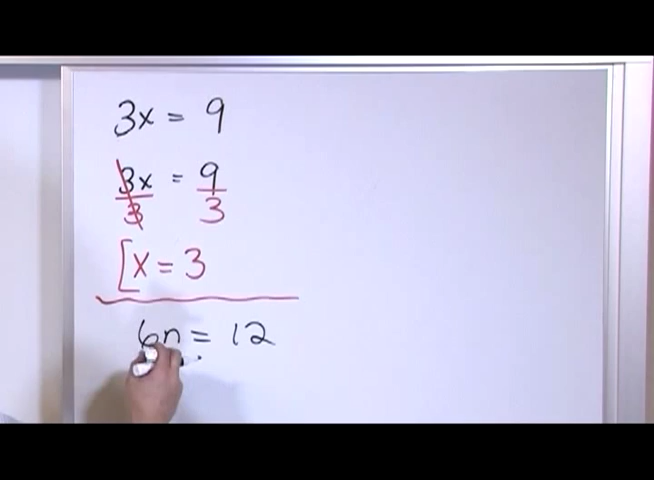 3x = 9
3x/3 = 9/3
[x = 3
6n = 12